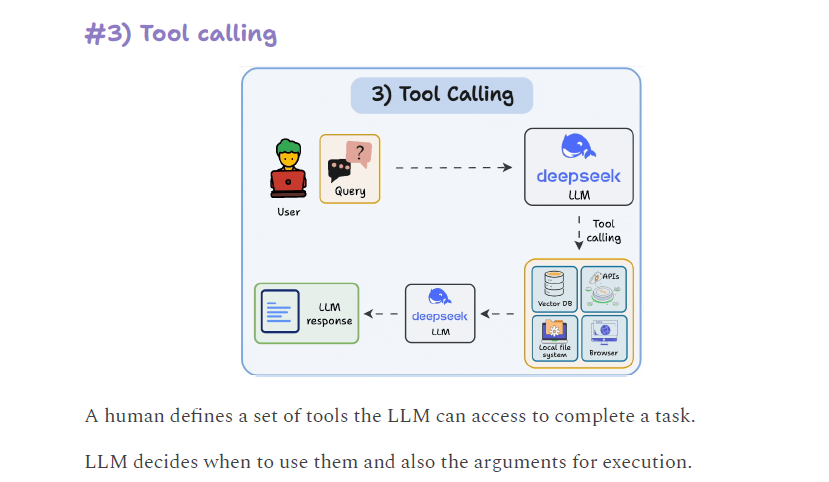 #3) Tool calling
3) Tool Calling
?
Query
User
deepseek
LLM
Tool
calling
Vector DB
APIs
Local file
system
Browser
deepseek
LLM
LLM
response
A human defines a set of tools the LLM can access to complete a task.
LLM decides when to use them and also the arguments for execution.